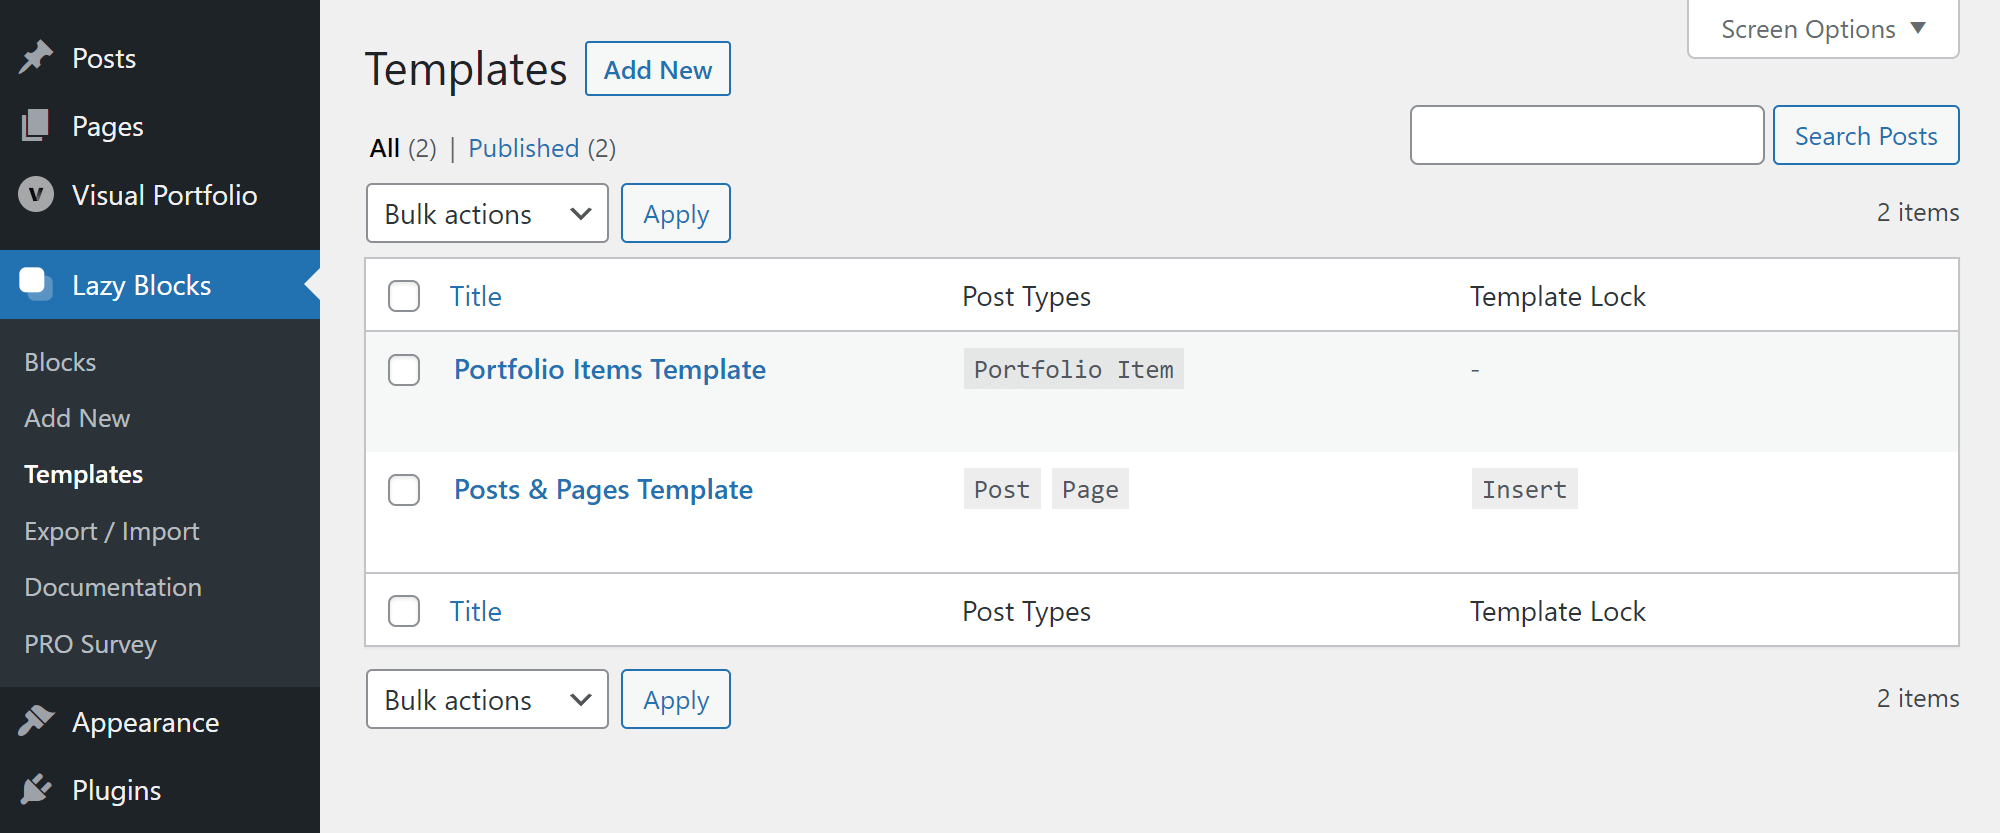 Posts
Pages
Visual Portfolio
Lazy Blocks
Blocks
Add New
Templates
Export / Import
Documentation
PRO Survey
Appearance
Plugins
Screen Options
Templates Add New
All (2) | Published (2)
Search Posts
Bulk actions Apply 2 items
Title Post Types Template Lock
Portfolio Items Template Portfolio Item -
Posts & Pages Template Post Page Insert
Title Post Types Template Lock
Bulk actions Apply 2 items